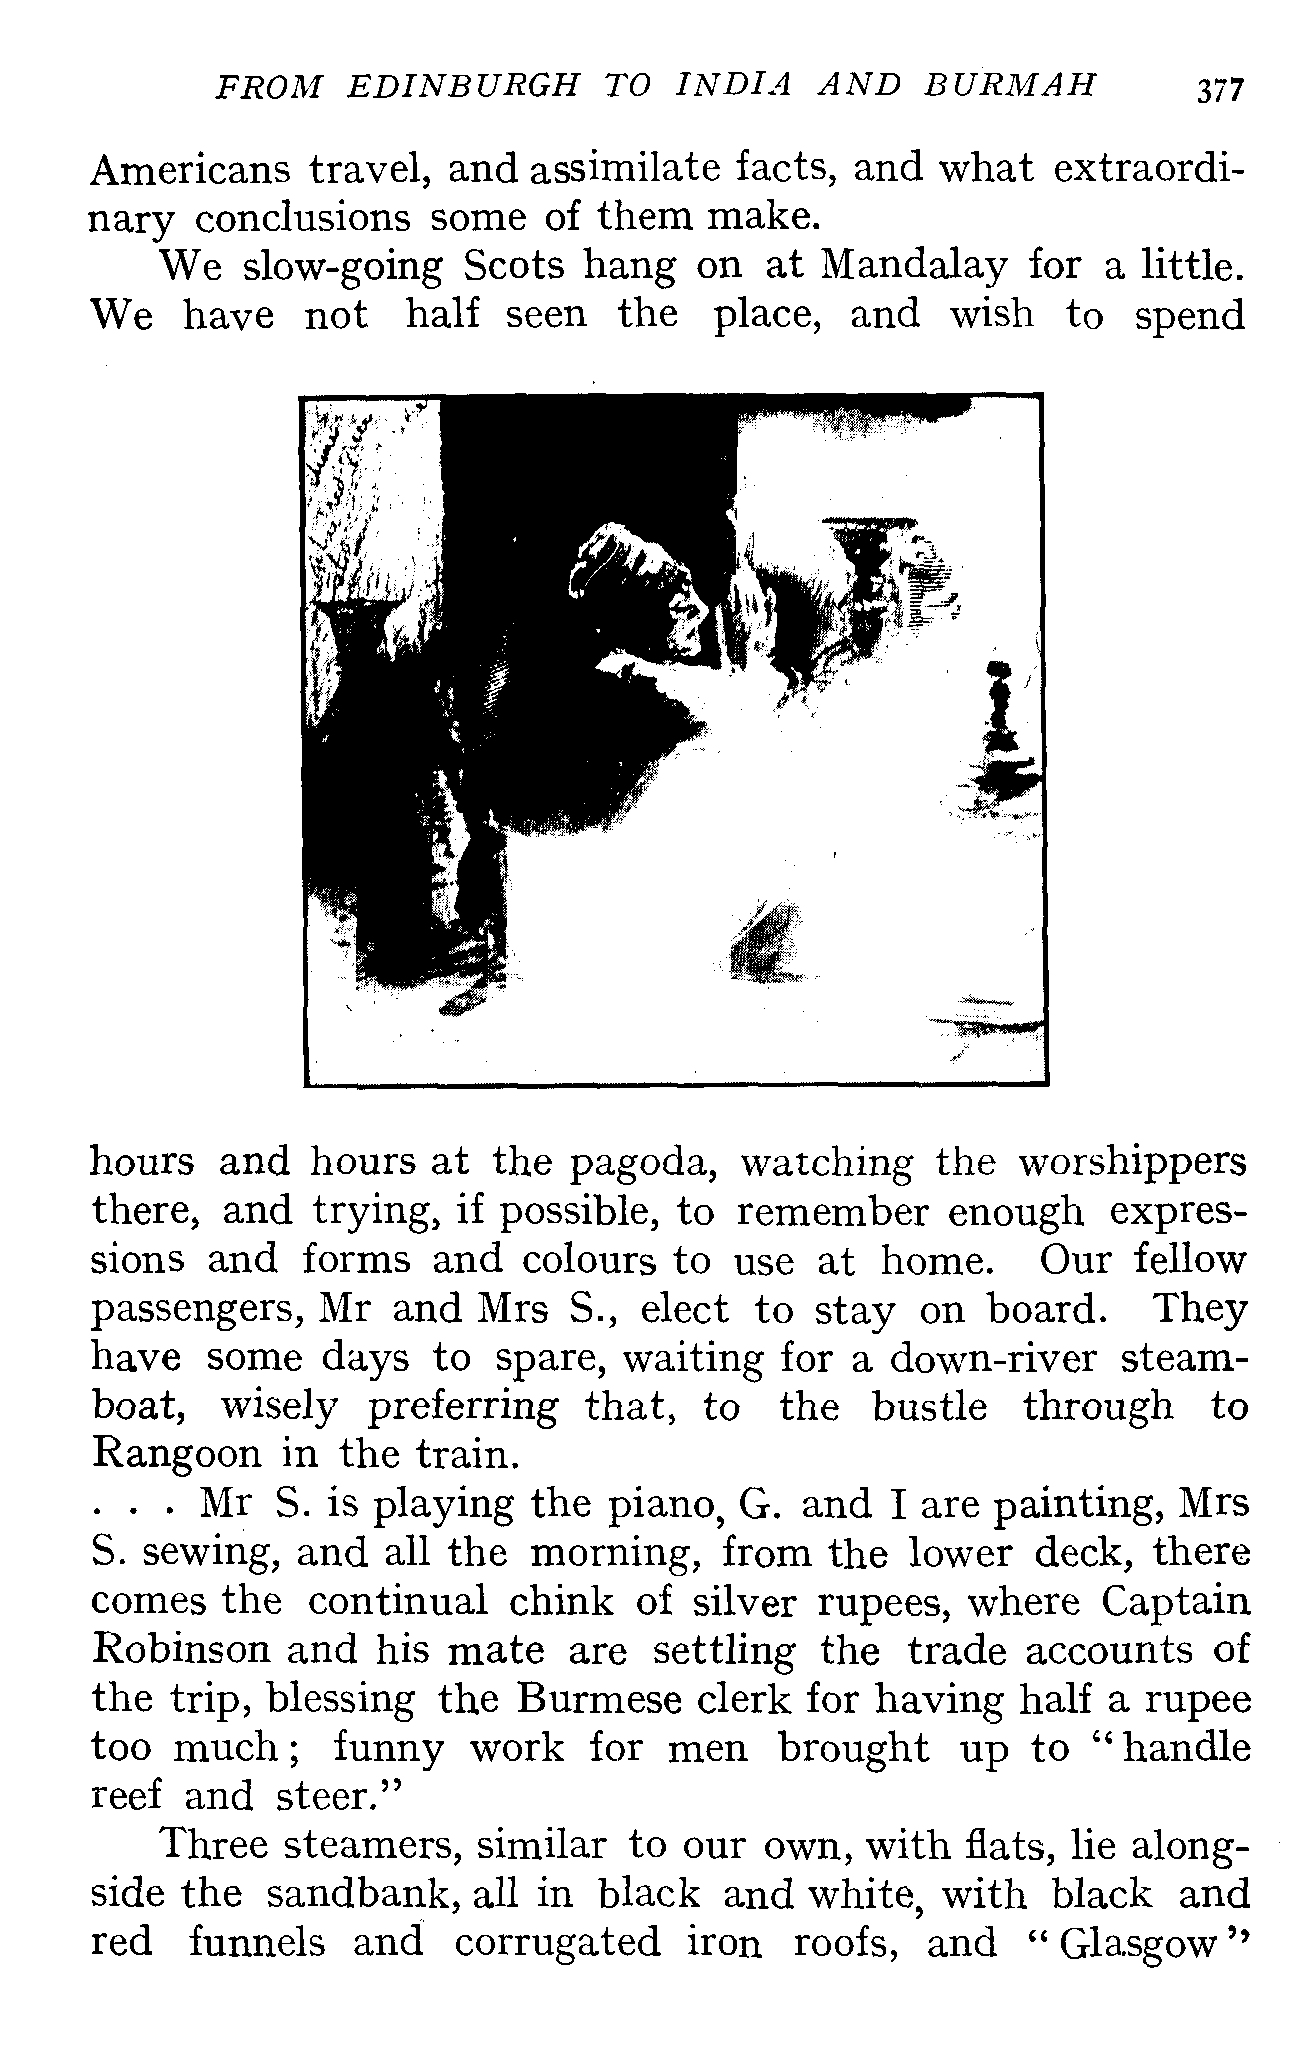 FROM EDINBURGH TO INDIA AND BURMAH 377
Americans travel, and assimilate facts, and what extraordi-
nary conclusions some of them make.
We slow-going Scots hang on at Mandalay for a little.
We have not half seen the place, and wish to spend
hours and hours at the pagoda, watching the worshippers
there, and trying, if possible, to remember enough expres-
sions and forms and colours to use at home. Our fellow
passengers, Mr and Mrs S., elect to stay on board. They
have some days to spare, waiting for a down-river steam-
boat, wisely preferring that, to the bustle through to
Rangoon in the train.
. . . Mr S. is playing the piano, G. and I are painting, Mrs
S. sewing, and all the morning, from the lower deck, there
comes the continual chink of silver rupees, where Captain
Robinson and his mate are settling the trade accounts of
the trip, blessing the Burmese clerk for having half a rupee
too much; funny work for men brought up to “handle
reef and steer.”
Three steamers, similar to our own, with flats, lie along-
side the sandbank, all in black and white, with black and
red funnels and corrugated iron roofs, and “Glasgow”